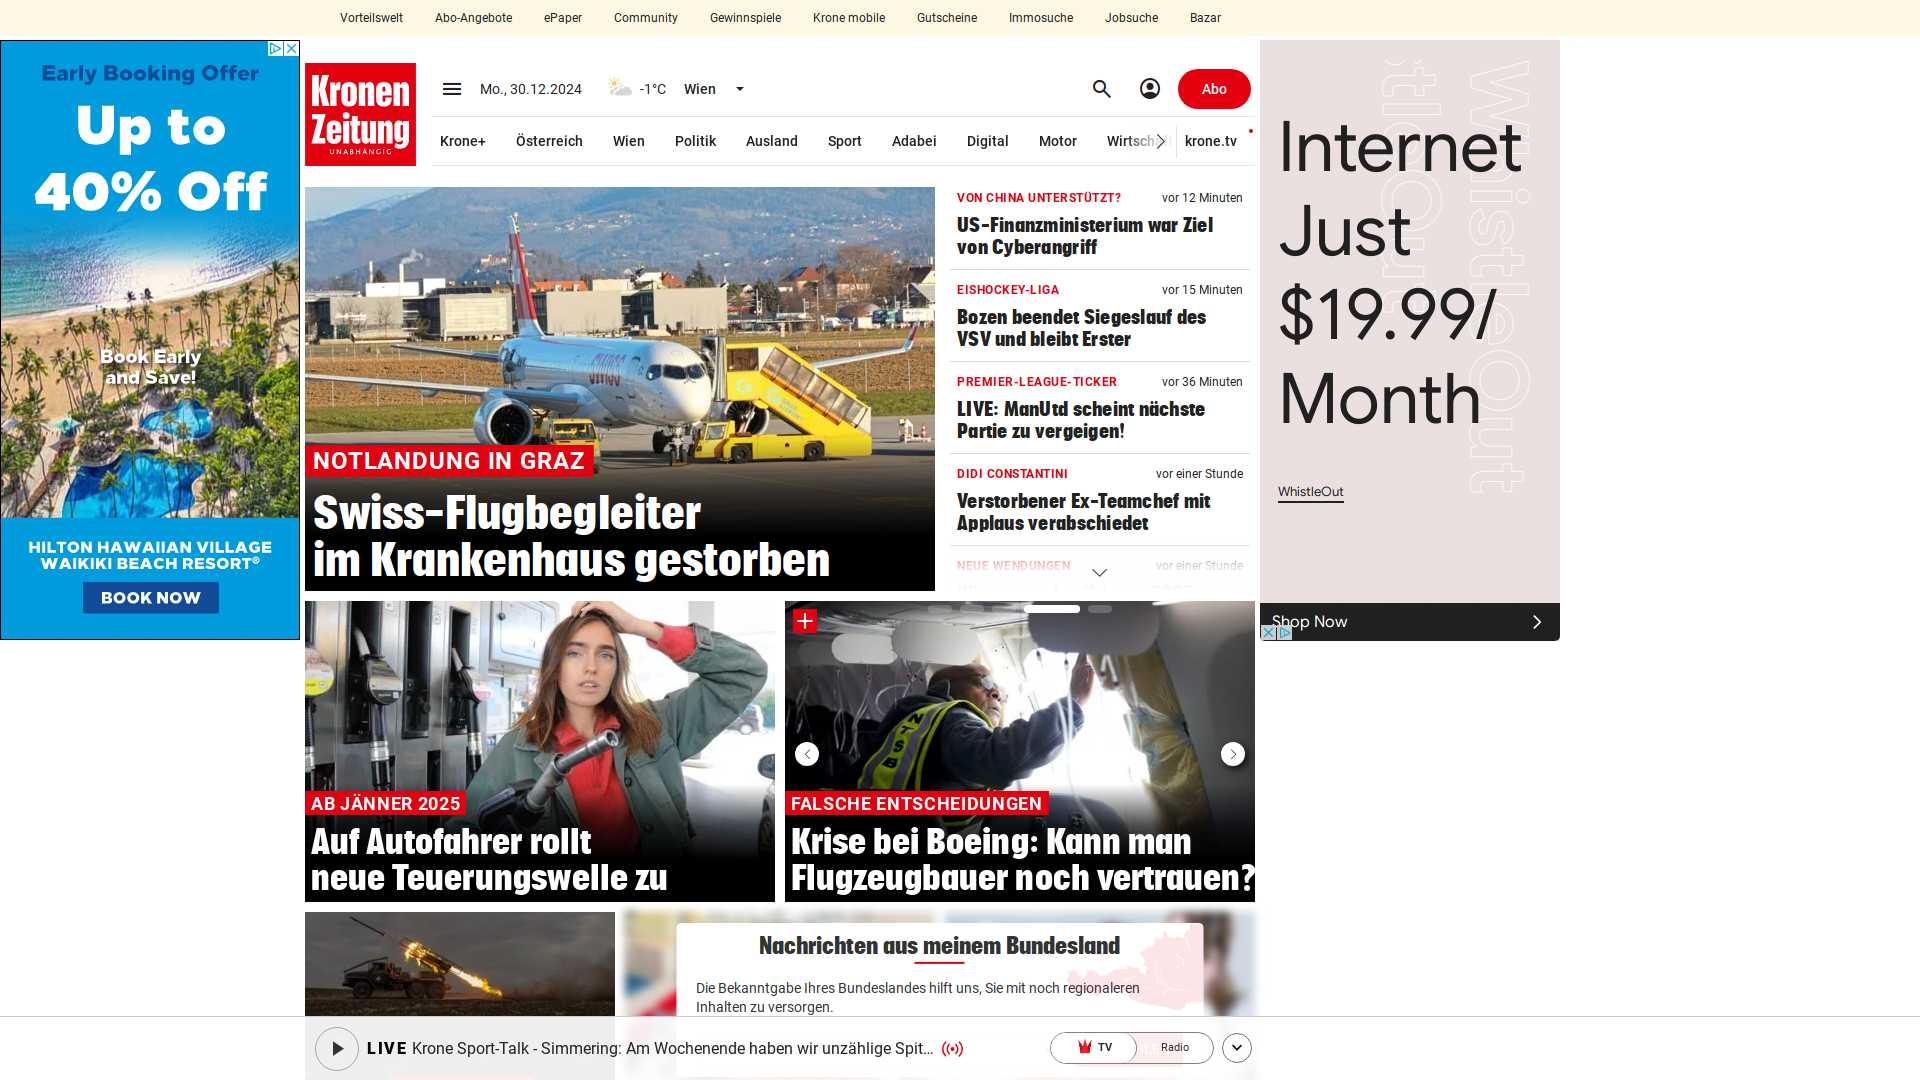 Vorteilswelt
Abo-Angebote
ePaper
Community
Gewinnspiele
Krone mobile
Gutscheine
Immosuche
Jobsuche
Bazar
Early Booking Offer
Up to
40% Off
Book Early
and Save!
HILTON HAWAIIAN VILLAGE
WAIKIKI BEACH RESORT®
BOOK NOW
Kronen
Zeitung
UNABHÄNGIG
Mo., 30.12.2024
-1°C
Wien
Abo
Krone+
Österreich
Wien
Politik
Ausland
Sport
Adabei
Digital
Motor
Wirtschaft
krone.tv
NOTLANDUNG IN GRAZ
Swiss-Flugbegleiter
im Krankenhaus gestorben
VON CHINA UNTERSTÜTZT?
vor 12 Minuten
US-Finanzministerium war Ziel
von Cyberangriff
EISHOCKEY-LIGA
vor 15 Minuten
Bozen beendet Siegeslauf des
VSV und bleibt Erster
PREMIER-LEAGUE-TICKER
vor 36 Minuten
LIVE: ManUtd scheint nächste
Partie zu vergeigen!
DIDI CONSTANTINI
vor einer Stunde
Verstorbener Ex-Teamchef mit
Applaus verabschiedet
NEUE WENDUNGEN
vor einer Stunde
Internet
Just
$19.99/
Month
WhistleOut
WhistleOut
Shop Now
AB JÄNNER 2025
Auf Autofahrer rollt
neue Teuerungswelle zu
NTSB
FALSCHE ENTSCHEIDUNGEN
Krise bei Boeing: Kann man
Flugzeugbauer noch vertrauen?
Nachrichten aus meinem Bundesland
Die Bekanntgabe Ihres Bundeslandes hilft uns, Sie mit noch regionaleren
Inhalten zu versorgen.
LIVE Krone Sport-Talk - Simmering: Am Wochenende haben wir unzählige Spit...
TV
Radio